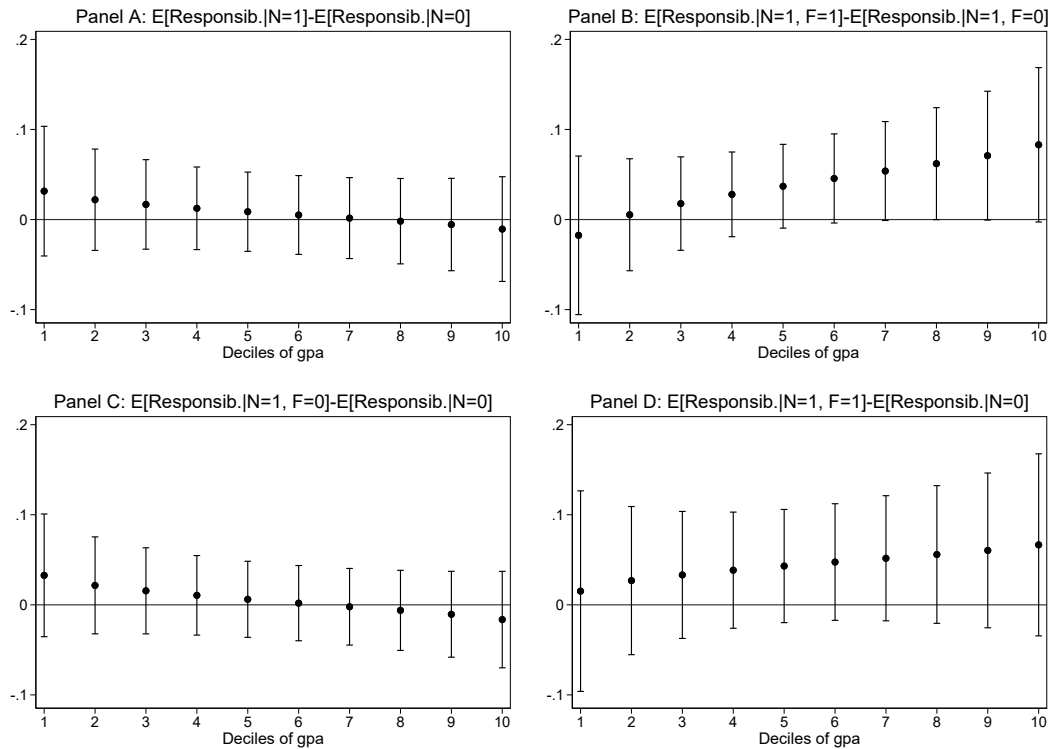 Panel A: E[Responsib.|N=1]-E[Responsib.|N=0]
.2
.1
0
-.1
1 2 3 4 5 6 7 8 9 10
Deciles of gpa
Panel B: E[Responsib.|N=1, F=1]-E[Responsib.|N=1, F=0]
.2
.1
0
-.1
1 2 3 4 5 6 7 8 9 10
Deciles of gpa
Panel C: E[Responsib.|N=1, F=0]-E[Responsib.|N=0]
.2
.1
0
-.1
1 2 3 4 5 6 7 8 9 10
Deciles of gpa
Panel D: E[Responsib.|N=1, F=1]-E[Responsib.|N=0]
.2
.1
0
-.1
1 2 3 4 5 6 7 8 9 10
Deciles of gpa